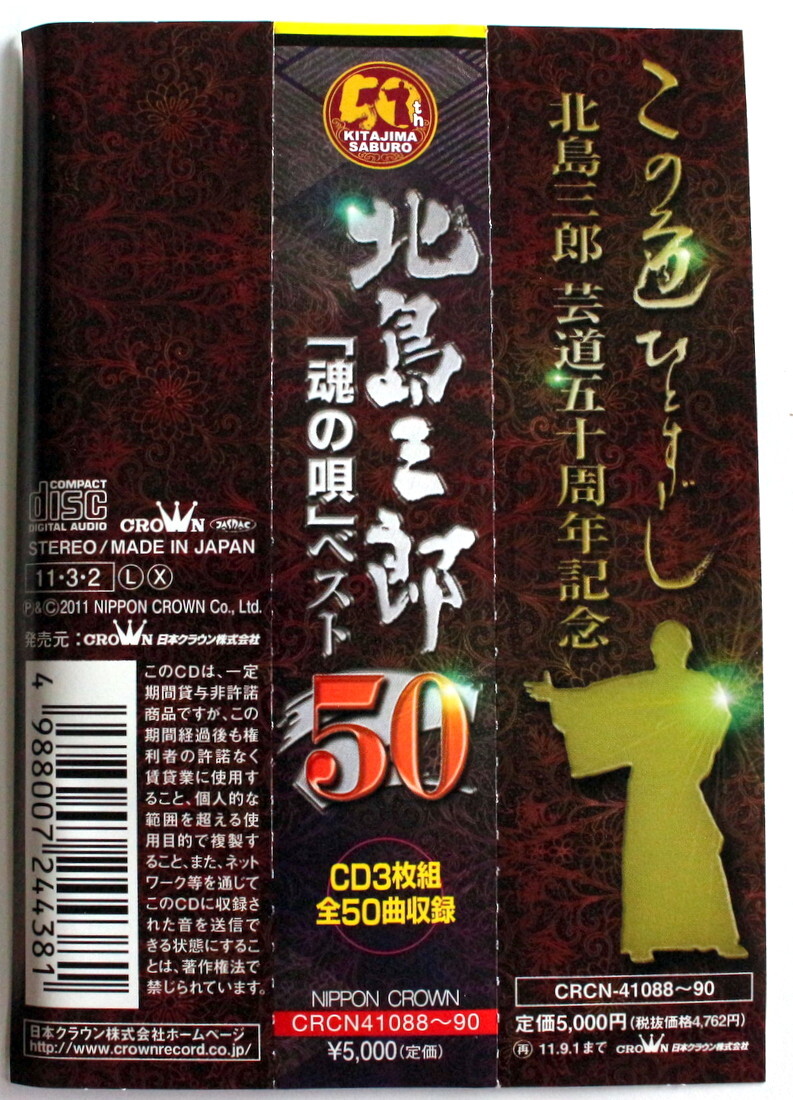 この道ひとすじ
北島三郎 芸道五十周年記念
CRCN-41088〜90
定価5,000円(税抜価格4,762円)
再 11.9.1まで CROWN 日本クラウン株式会社
50th
KITAJIMA
SABURO
北島三郎
「魂の唄」ベスト
50
CD3枚組
全50曲収録
NIPPON CROWN
CRCN41088〜90
¥5,000(定価)
COMPACT
disc
DIGITAL AUDIO
CROWN JASRAC
STEREO/MADE IN JAPAN
11・3・2 Ⓛ Ⓧ
Ⓟ&Ⓒ2011 NIPPON CROWN Co., Ltd.
発売元:CROWN 日本クラウン株式会社
4 988007 244381
このCDは、一定
期間貸与非許諾
商品ですが、この
期間経過後も権
利者の許諾なく
賃貸業に使用す
ること、個人的な
範囲を超える使
用目的で複製す
ること、また、ネット
ワーク等を通じて
このCDに収録さ
れた音を送信で
きる状態にするこ
とは、著作権法で
禁じられています。
日本クラウン株式会社ホームページ
http://www.crownrecord.co.jp/